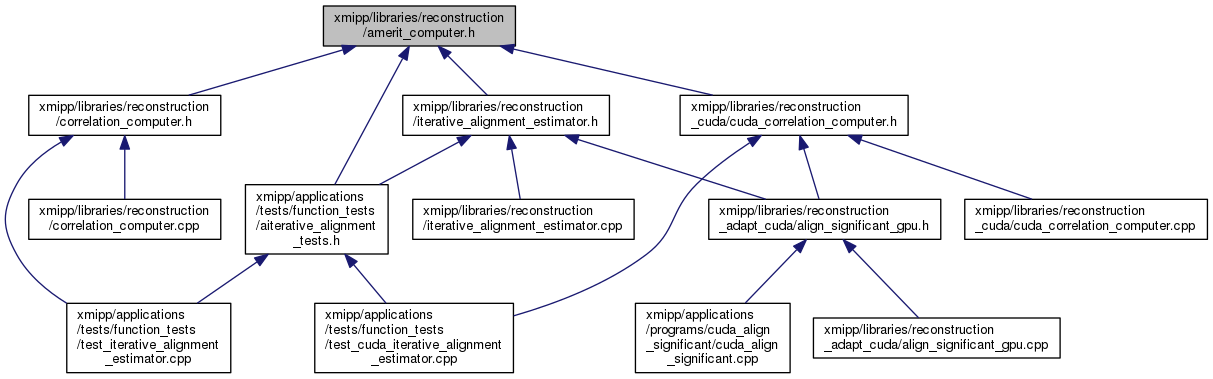 xmipp/libraries/reconstruction
/amerit_computer.h
xmipp/libraries/reconstruction
/correlation_computer.h
xmipp/libraries/reconstruction
/iterative_alignment_estimator.h
xmipp/libraries/reconstruction
_cuda/cuda_correlation_computer.h
xmipp/applications
/tests/function_tests
/aiterative_alignment
_tests.h
xmipp/libraries/reconstruction
/correlation_computer.cpp
xmipp/libraries/reconstruction
/iterative_alignment_estimator.cpp
xmipp/libraries/reconstruction
_adapt_cuda/align_significant_gpu.h
xmipp/libraries/reconstruction
_cuda/cuda_correlation_computer.cpp
xmipp/applications
/tests/function_tests
/test_iterative_alignment
_estimator.cpp
xmipp/applications
/tests/function_tests
/test_cuda_iterative_alignment
_estimator.cpp
xmipp/applications
/programs/cuda_align
_significant/cuda_align
_significant.cpp
xmipp/libraries/reconstruction
_adapt_cuda/align_significant_gpu.cpp